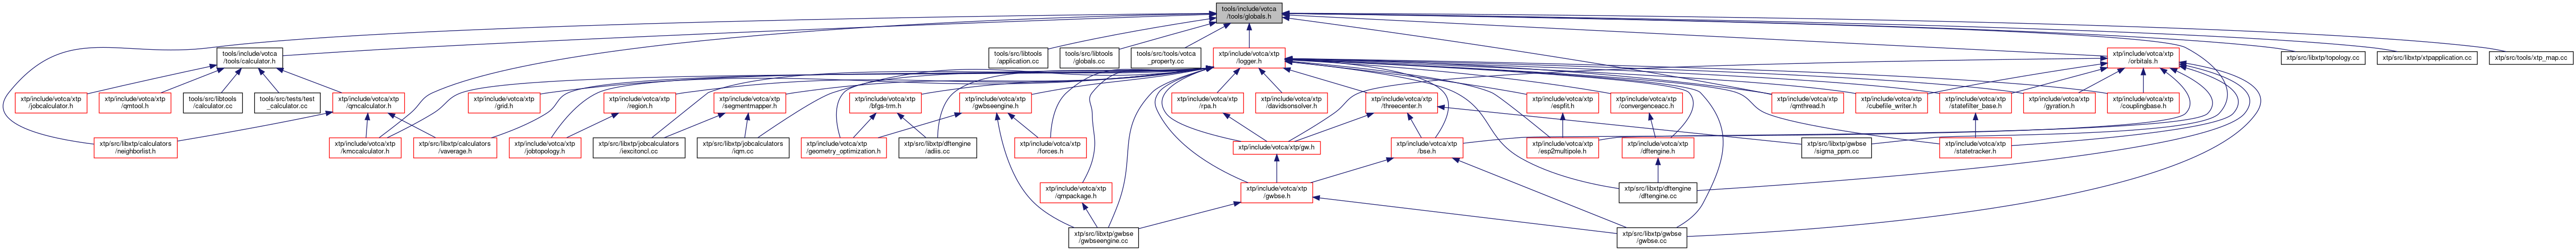 tools/include/votca
/tools/globals.h
tools/include/votca
/tools/calculator.h
tools/src/libtools
/application.cc
tools/src/libtools
/globals.cc
tools/src/tools/votca
_property.cc
xtp/include/votca/xtp
/logger.h
xtp/include/votca/xtp
/orbitals.h
xtp/src/libxtp/topology.cc
xtp/src/libxtp/xtpapplication.cc
xtp/src/tools/xtp_map.cc
xtp/include/votca/xtp
/jobcalculator.h
xtp/include/votca/xtp
/qmtool.h
tools/src/libtools
/calculator.cc
tools/src/tests/test
_calculator.cc
xtp/include/votca/xtp
/qmcalculator.h
xtp/include/votca/xtp
/grid.h
xtp/include/votca/xtp
/region.h
xtp/include/votca/xtp
/segmentmapper.h
xtp/include/votca/xtp
/bfgs-trm.h
xtp/include/votca/xtp
/gwbseengine.h
xtp/include/votca/xtp
/rpa.h
xtp/include/votca/xtp
/davidsonsolver.h
xtp/include/votca/xtp
/threecenter.h
xtp/include/votca/xtp
/espfit.h
xtp/include/votca/xtp
/convergenceacc.h
xtp/include/votca/xtp
/qmthread.h
xtp/include/votca/xtp
/cubefile_writer.h
xtp/include/votca/xtp
/statefilter_base.h
xtp/include/votca/xtp
/gyration.h
xtp/include/votca/xtp
/couplingbase.h
xtp/src/libxtp/calculators
/neighborlist.h
xtp/include/votca/xtp
/kmccalculator.h
xtp/src/libxtp/calculators
/vaverage.h
xtp/include/votca/xtp
/jobtopology.h
xtp/src/libxtp/jobcalculators
/iexcitoncl.cc
xtp/src/libxtp/jobcalculators
/iqm.cc
xtp/include/votca/xtp
/geometry_optimization.h
xtp/src/libxtp/dftengine
/adiis.cc
xtp/include/votca/xtp
/forces.h
xtp/include/votca/xtp/gw.h
xtp/include/votca/xtp
/bse.h
xtp/include/votca/xtp
/esp2multipole.h
xtp/include/votca/xtp
/dftengine.h
xtp/src/libxtp/gwbse
/sigma_ppm.cc
xtp/include/votca/xtp
/statetracker.h
xtp/include/votca/xtp
/qmpackage.h
xtp/include/votca/xtp
/gwbse.h
xtp/src/libxtp/dftengine
/dftengine.cc
xtp/src/libxtp/gwbse
/gwbseengine.cc
xtp/src/libxtp/gwbse
/gwbse.cc